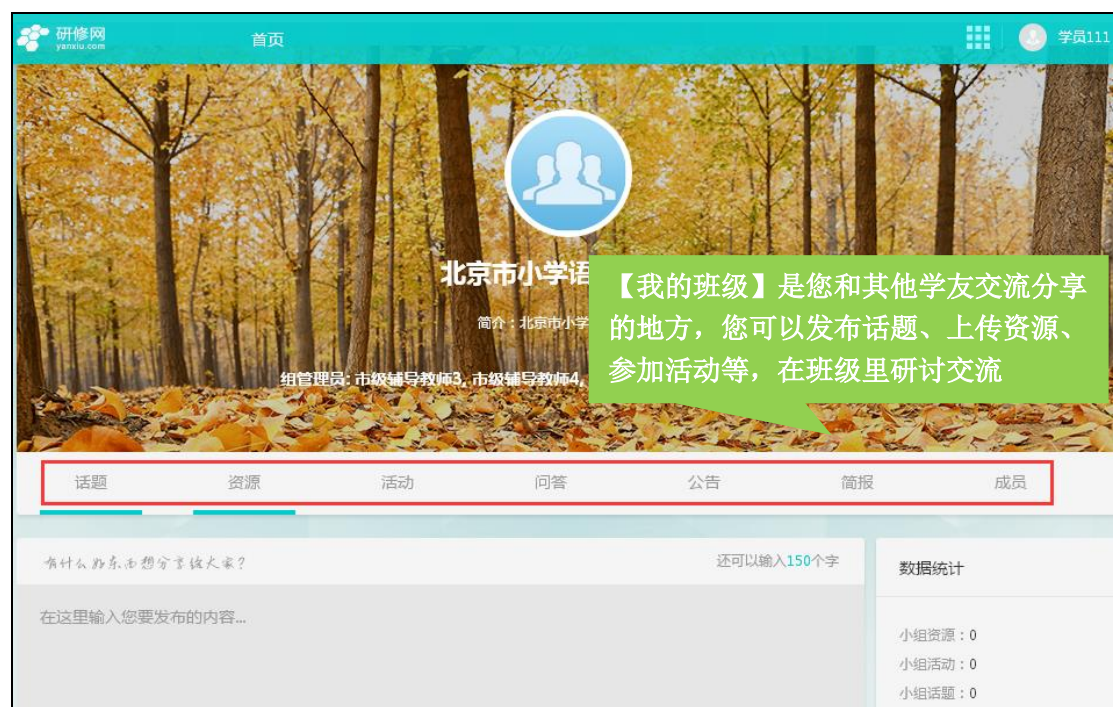 研修网
yanxiu.com
首页
学员111
北京市小学语
简介：北京市小学
组管理员: 市级辅导教师3, 市级辅导教师4,
【我的班级】是您和其他学友交流分享
的地方，您可以发布话题、上传资源、
参加活动等，在班级里研讨交流
话题 资源 活动 问答 公告 简报 成员
有什么好东西想分享给大家? 还可以输入150个字
在这里输入您要发布的内容...
数据统计
小组资源：0
小组活动：0
小组话题：0